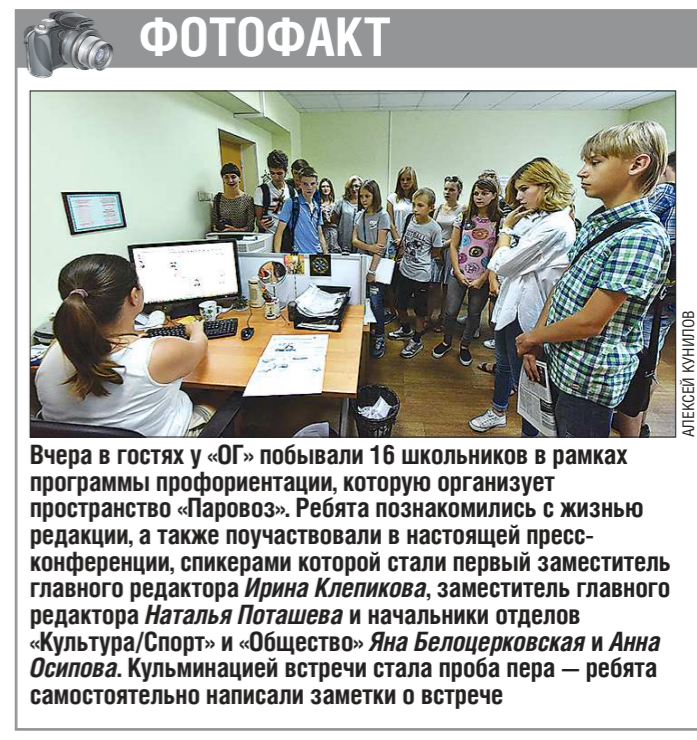 ФОТОФАКТ
АЛЕКСЕЙ КУНИЛОВ
Вчера в гостях у «ОГ» побывали 16 школьников в рамках
программы профориентации, которую организует
пространство «Паровоз». Ребята познакомились с жизнью
редакции, а также поучаствовали в настоящей пресс-
конференции, спикерами которой стали первый заместитель
главного редактора Ирина Клепикова, заместитель главного
редактора Наталья Поташева и начальники отделов
«Культура/Спорт» и «Общество» Яна Белоцерковская и Анна
Осипова. Кульминацией встречи стала проба пера — ребята
самостоятельно написали заметки о встрече